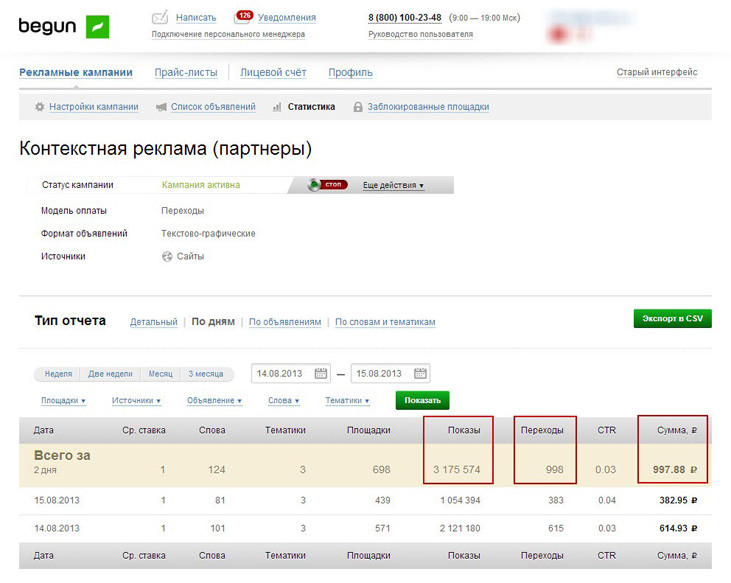 begun
Написать 126 Уведомления 8 (800) 100-23-48 (9:00 — 19:00 Мск)
Подключение персонального менеджера Руководство пользователя
Рекламные кампании Прайс-листы Лицевой счёт Профиль Старый интерфейс
Настройки кампании Список объявлений Статистика Заблокированные площадки
Контекстная реклама (партнеры)
Статус кампании Кампания активна стоп Еще действия
Модель оплаты Переходы
Формат объявлений Текстово-графические
Источники Сайты
Тип отчета Детальный | По дням | По объявлениям | По словам и тематикам Экспорт в CSV
Неделя Две недели Месяц 3 месяца 14.08.2013 — 15.08.2013
Площадки Источники Объявление Слова Тематики Показать
Дата Ср. ставка Слова Тематики Площадки Показы Переходы CTR Сумма, ₽
Всего за
2 дня 1 124 3 698 3 175 574 998 0.03 997.88 ₽
15.08.2013 1 81 3 439 1 054 394 383 0.04 382.95 ₽
14.08.2013 1 101 3 571 2 121 180 615 0.03 614.93 ₽
Дата Ср. ставка Слова Тематики Площадки Показы Переходы CTR Сумма, ₽